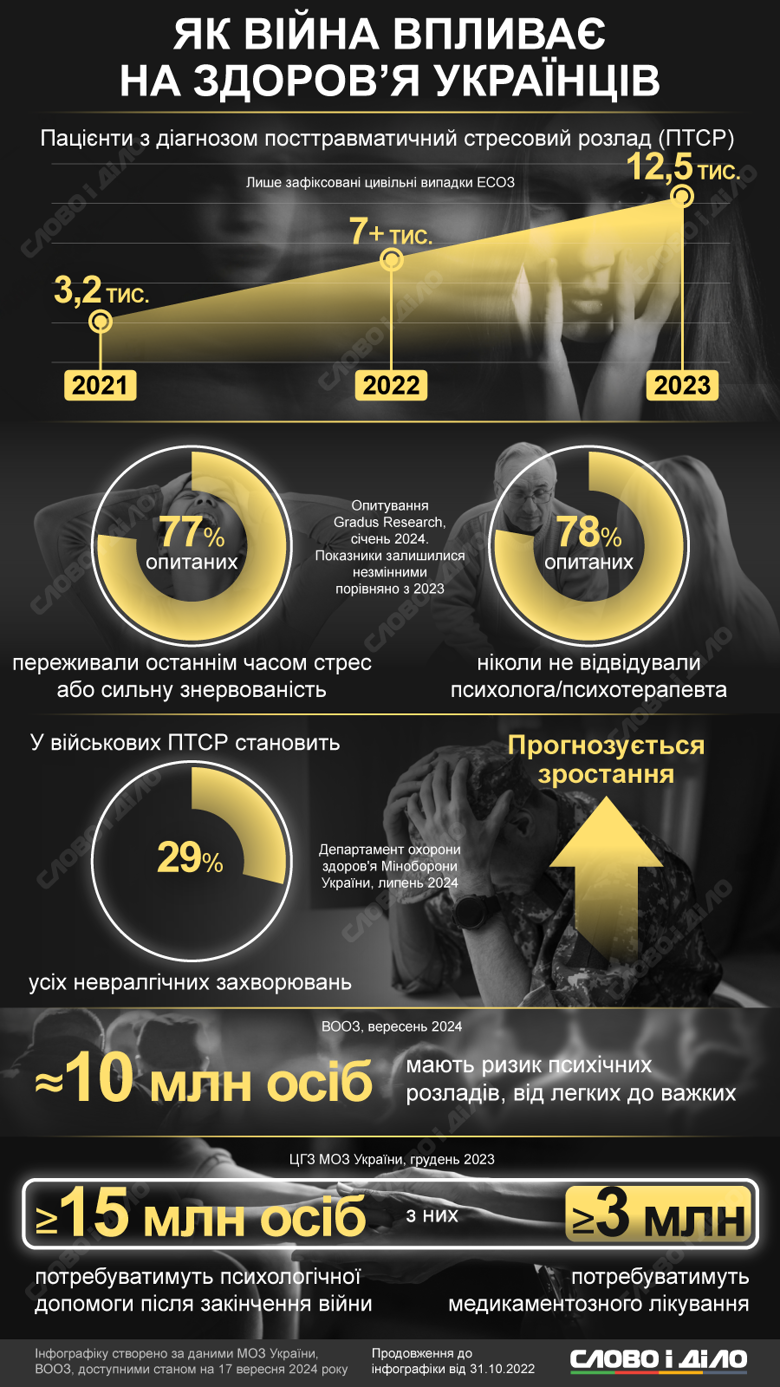 ЯК ВІЙНА ВПЛИВАЄ
НА ЗДОРОВ’Я УКРАЇНЦІВ
Пацієнти з діагнозом посттравматичний стресовий розлад (ПТСР)
12,5 ТИС.
Лише зафіксовані цивільні випадки ЕСОЗ
7+ ТИС.
3,2 ТИС.
2021
2022
2023
77%
опитаних
Опитування
Gradus Research,
січень 2024.
Показники залишилися
незмінними
порівняно з 2023
78%
опитаних
переживали останнім часом стрес
або сильну знервованість
ніколи не відвідували
психолога/психотерапевта
У військових ПТСР становить
29%
Департамент охорони
здоров'я Міноборони
України, липень 2024
Прогнозується
зростання
усіх невралгічних захворювань
ВООЗ, вересень 2024
≈10 млн осіб
мають ризик психічних
розладів, від легких до важких
ЦГЗ МОЗ України, грудень 2023
≥15 млн осіб
з них
≥3 млн
потребуватимуть психологічної
допомоги після закінчення війни
потребуватимуть
медикаментозного лікування
Інфографіку створено за даними МОЗ України,
ВООЗ, доступними станом на 17 вересня 2024 року
Продовження до
інфографіки від 31.10.2022
СЛОВО і ДІЛО